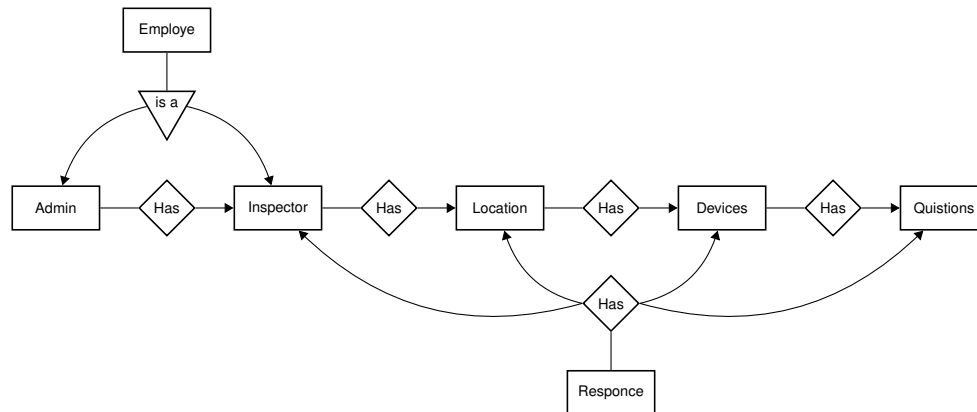 Employe
is a
Admin
Has
Inspector
Has
Location
Has
Devices
Has
Quistions
Has
Responce